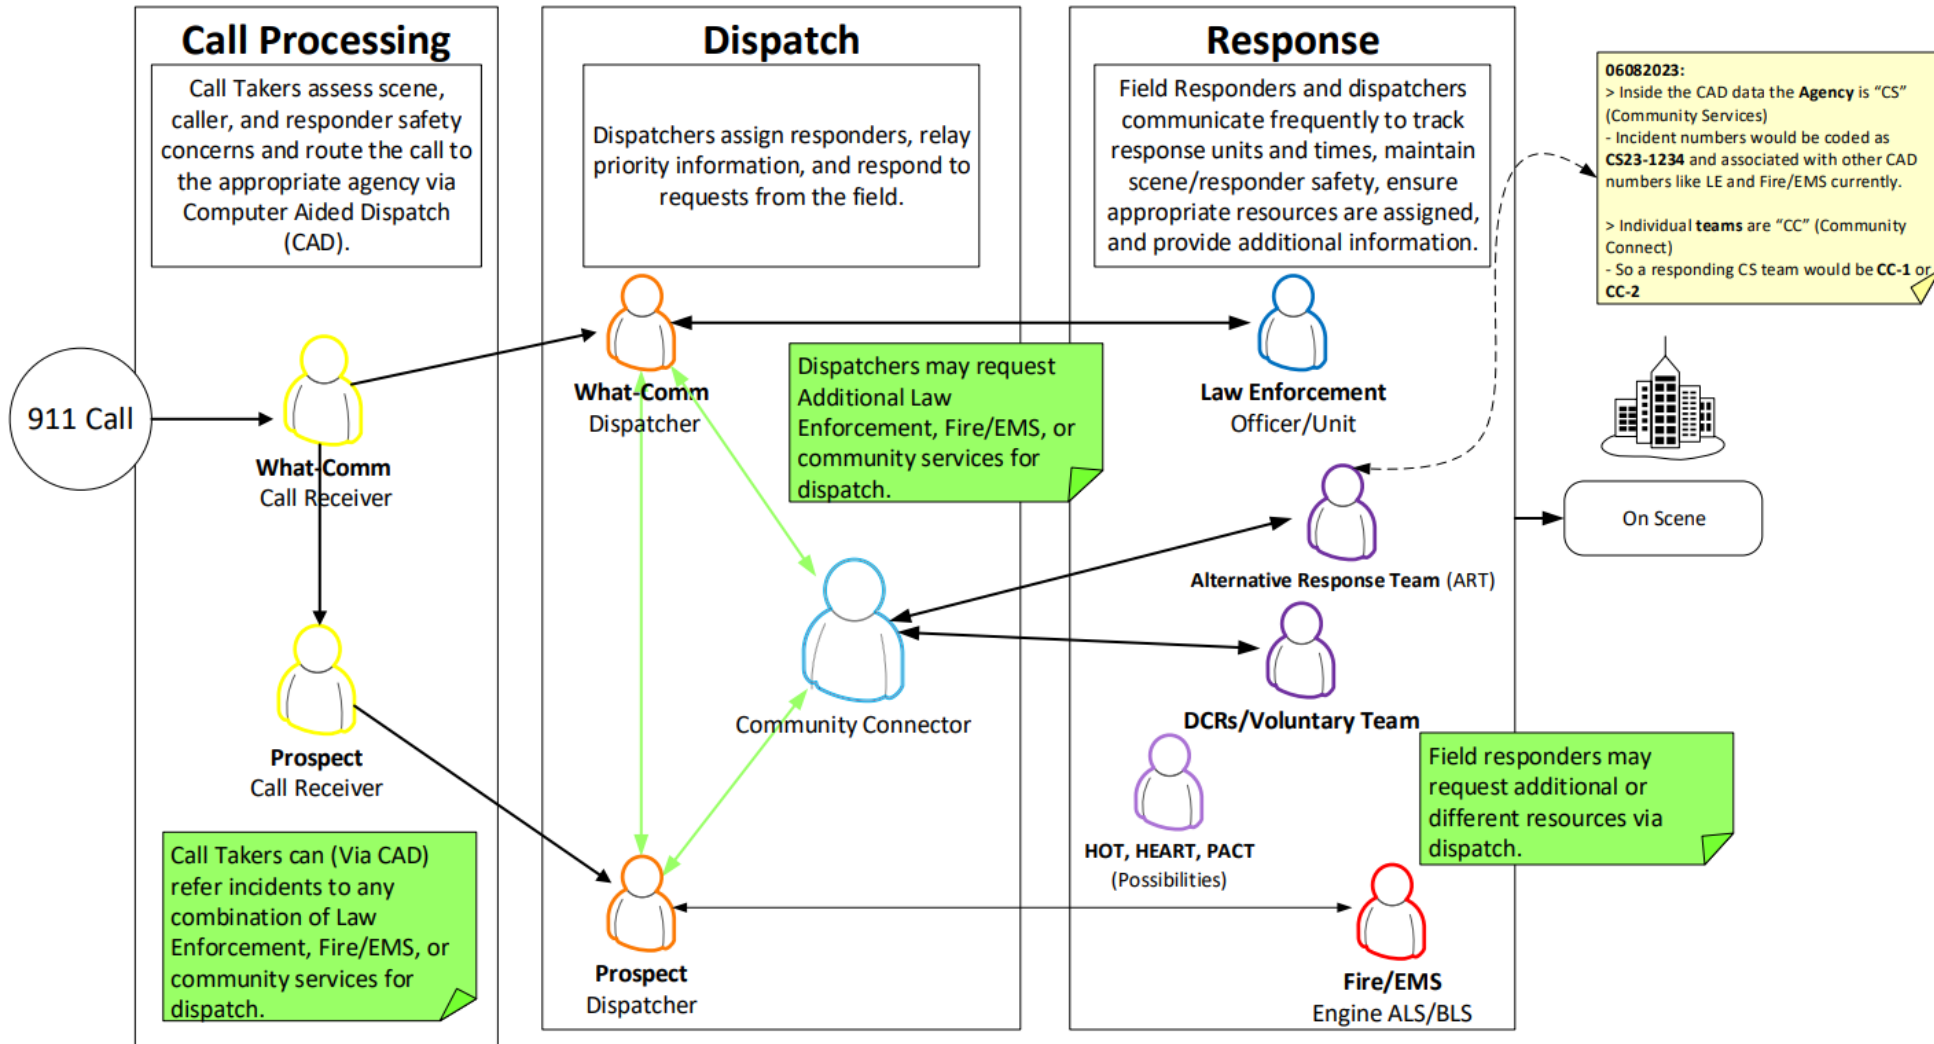 Call Processing
Call Takers assess scene,
caller, and responder safety
concerns and route the call to
the appropriate agency via
Computer Aided Dispatch
(CAD).
911 Call
What-Comm
Call Receiver
Prospect
Call Receiver
Call Takers can (Via CAD)
refer incidents to any
combination of Law
Enforcement, Fire/EMS, or
community services for
dispatch.
Dispatch
Dispatchers assign responders, relay
priority information, and respond to
requests from the field.
What-Comm
Dispatcher
Dispatchers may request
Additional Law
Enforcement, Fire/EMS, or
community services for
dispatch.
Community Connector
Prospect
Dispatcher
Response
Field Responders and dispatchers
communicate frequently to track
response units and times, maintain
scene/responder safety, ensure
appropriate resources are assigned,
and provide additional information.
Law Enforcement
Officer/Unit
Alternative Response Team (ART)
DCRs/Voluntary Team
HOT, HEART, PACT
(Possibilities)
Fire/EMS
Engine ALS/BLS
Field responders may
request additional or
different resources via
dispatch.
06082023:
> Inside the CAD data the Agency is “CS”
(Community Services)
- Incident numbers would be coded as
CS23-1234 and associated with other CAD
numbers like LE and Fire/EMS currently.
> Individual teams are “CC” (Community
Connect)
- So a responding CS team would be CC-1 or
CC-2
On Scene